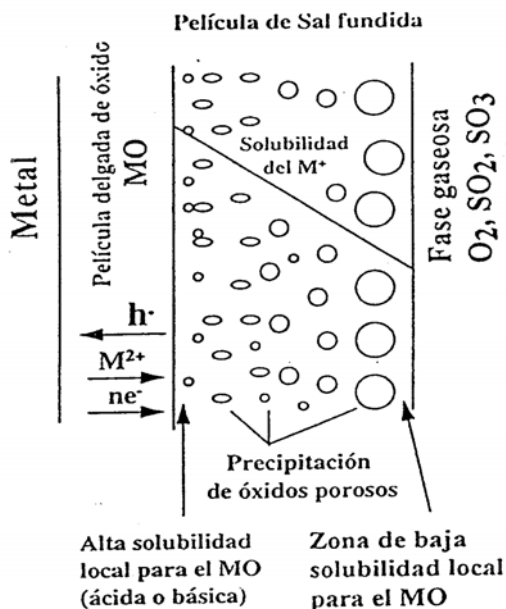 Película de Sal fundida
Metal
Película delgada de óxido
MO
Solubilidad
del M⁺
Fase gaseosa
O₂, SO₂, SO₃
h·
M²⁺
ne⁻
Precipitación
de óxidos porosos
Alta solubilidad
local para el MO
(ácida o básica)
Zona de baja
solubilidad local
para el MO